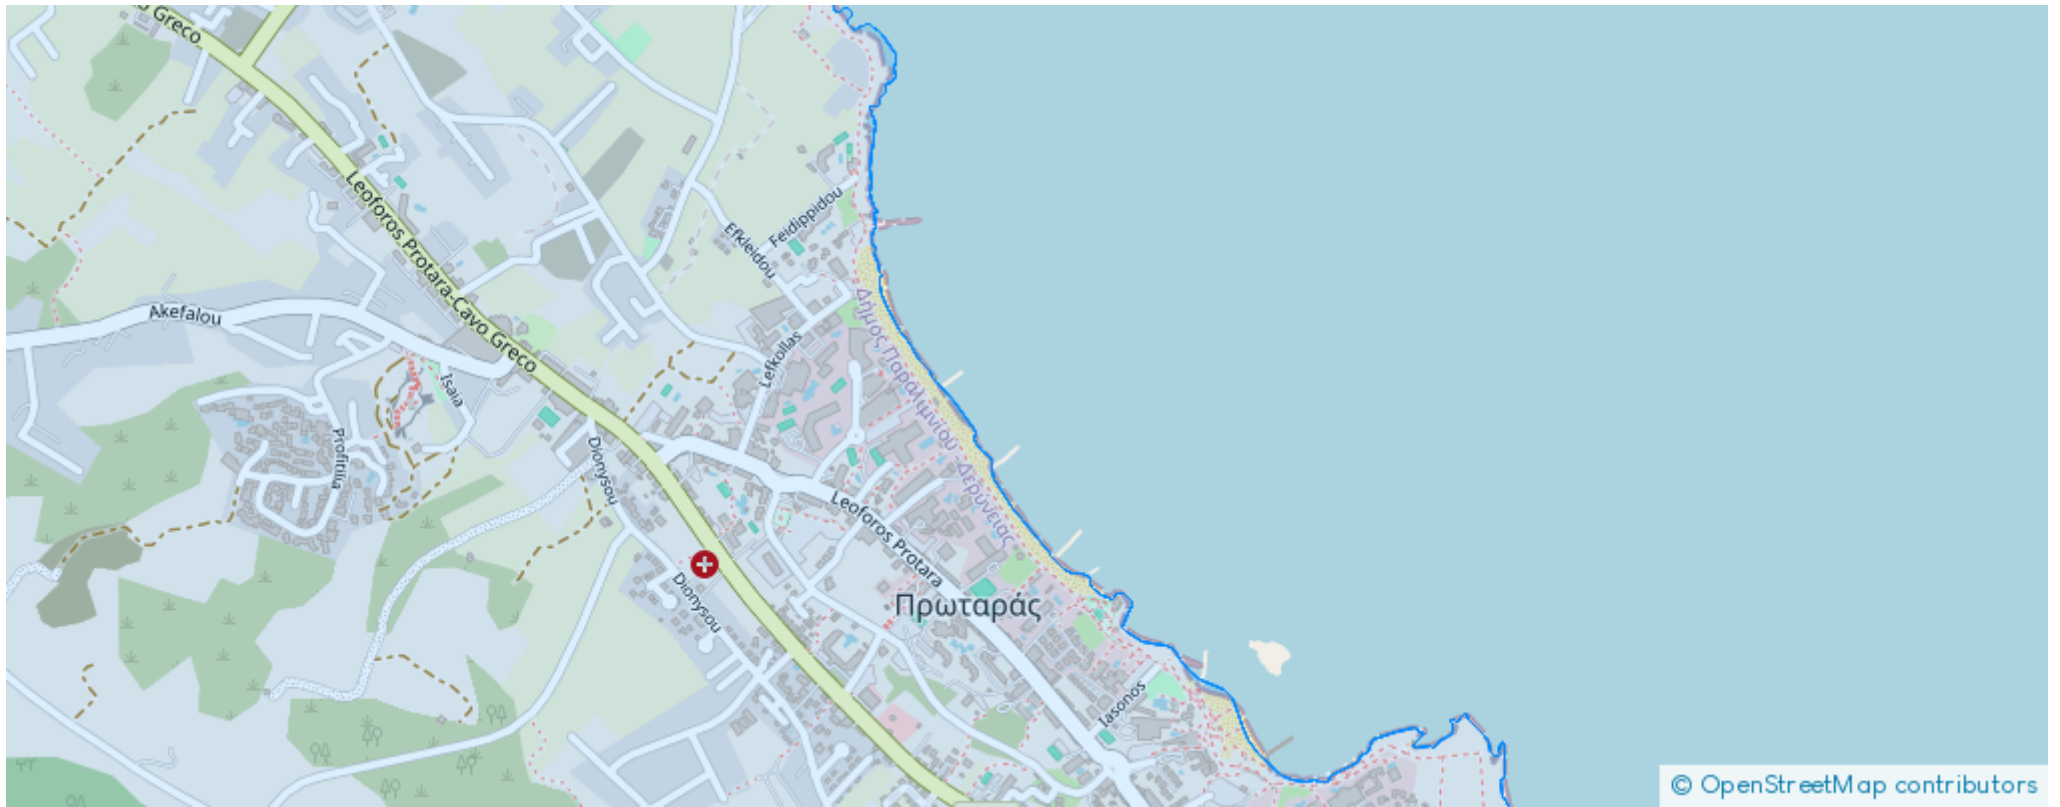 o Greco
Leoforos Protara-Cavo Greco
Akefalou
Isaia
Profitilia
Dionysou
Dionysou
Efkleidou
Feidippidou
Lefkollas
Δήμος Παραλιμνίου -Δερύνειας
Leoforos Protara
Πρωταράς
Iasonos
© OpenStreetMap contributors